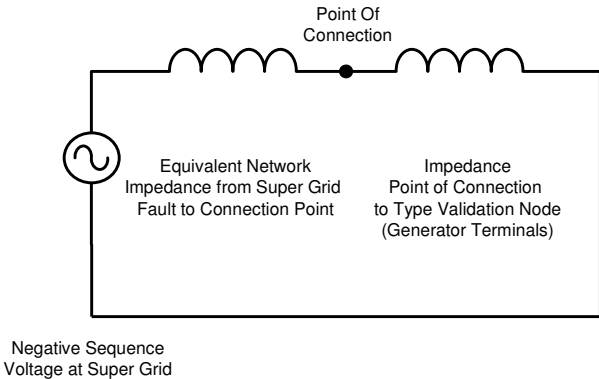 Point Of
Connection
Equivalent Network
Impedance from Super Grid
Fault to Connection Point
Impedance
Point of Connection
to Type Validation Node
(Generator Terminals)
Negative Sequence
Voltage at Super Grid